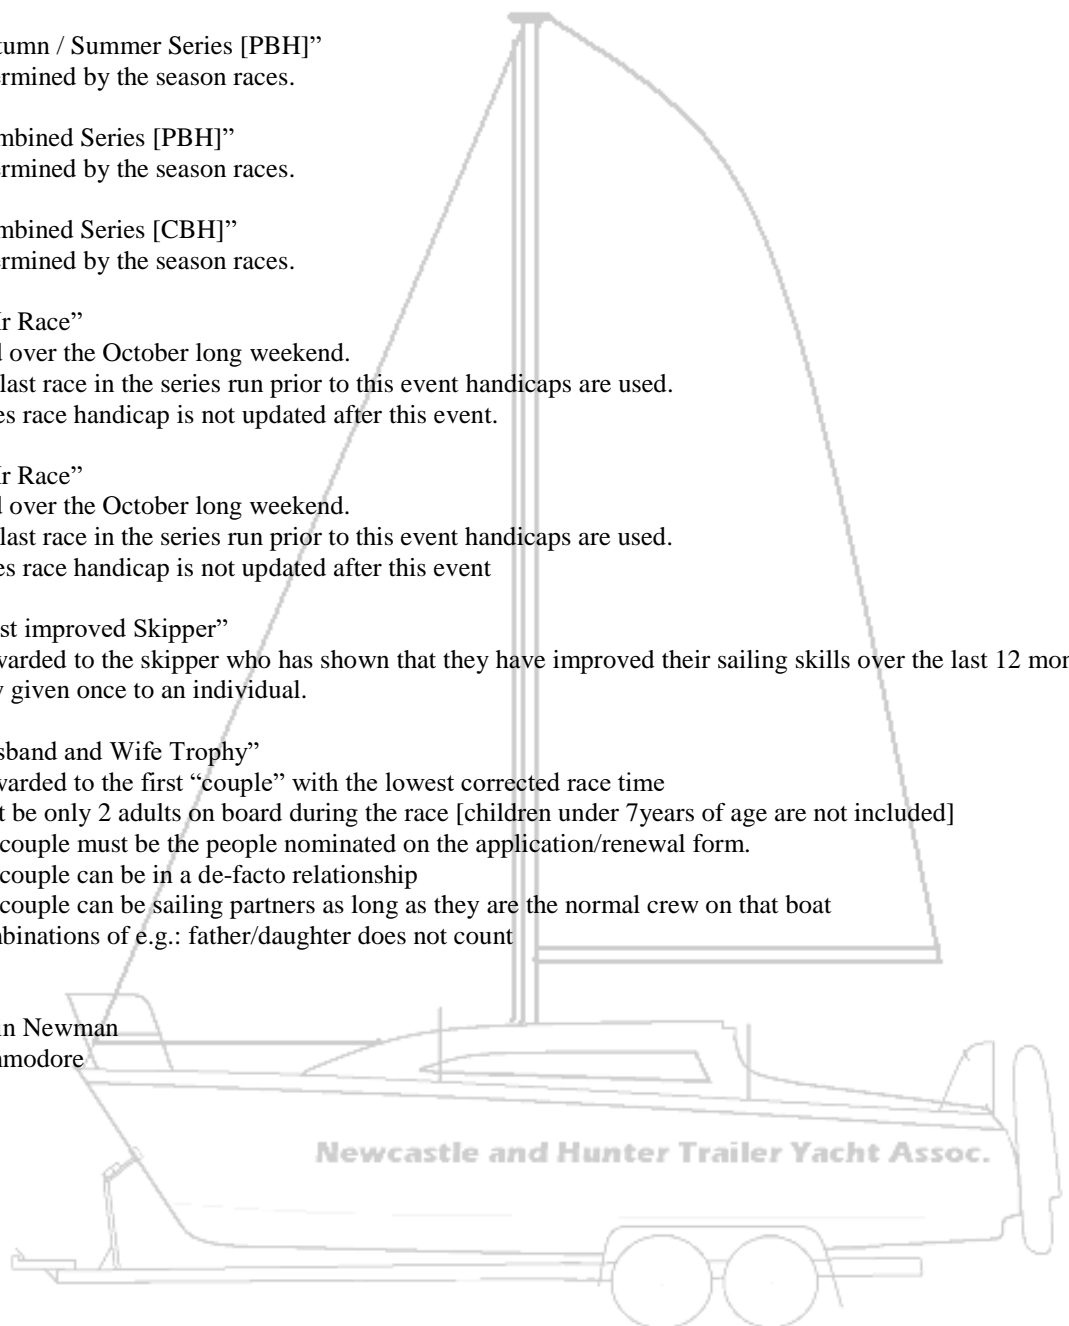 tumn / Summer Series [PBH]”
ermined by the season races.
mbined Series [PBH]”
ermined by the season races.
mbined Series [CBH]”
ermined by the season races.
r Race”
d over the October long weekend.
last race in the series run prior to this event handicaps are used.
es race handicap is not updated after this event.
r Race”
d over the October long weekend.
last race in the series run prior to this event handicaps are used.
es race handicap is not updated after this event
st improved Skipper”
warded to the skipper who has shown that they have improved their sailing skills over the last 12 mon
y given once to an individual.
sband and Wife Trophy”
warded to the first “couple” with the lowest corrected race time
t be only 2 adults on board during the race [children under 7years of age are not included]
couple must be the people nominated on the application/renewal form.
couple can be in a de-facto relationship
couple can be sailing partners as long as they are the normal crew on that boat
mbinations of e.g.: father/daughter does not count
in Newman
mmodore
Newcastle and Hunter Trailer Yacht Assoc.